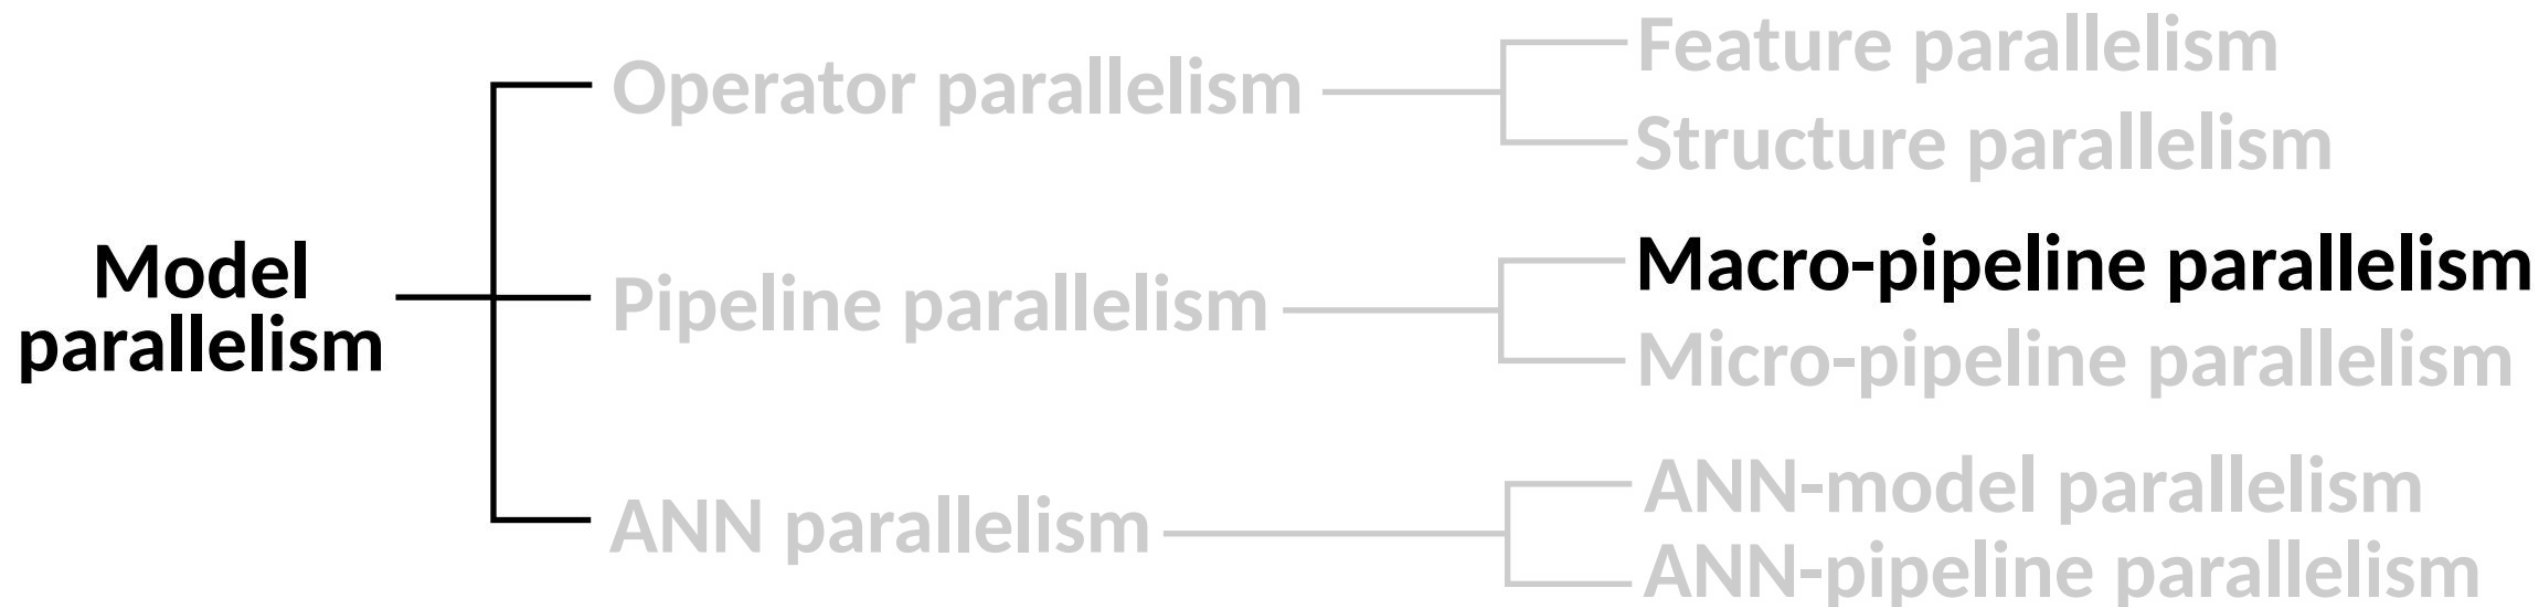 Model
parallelism
Operator parallelism
Feature parallelism
Structure parallelism
Pipeline parallelism
Macro-pipeline parallelism
Micro-pipeline parallelism
ANN parallelism
ANN-model parallelism
ANN-pipeline parallelism